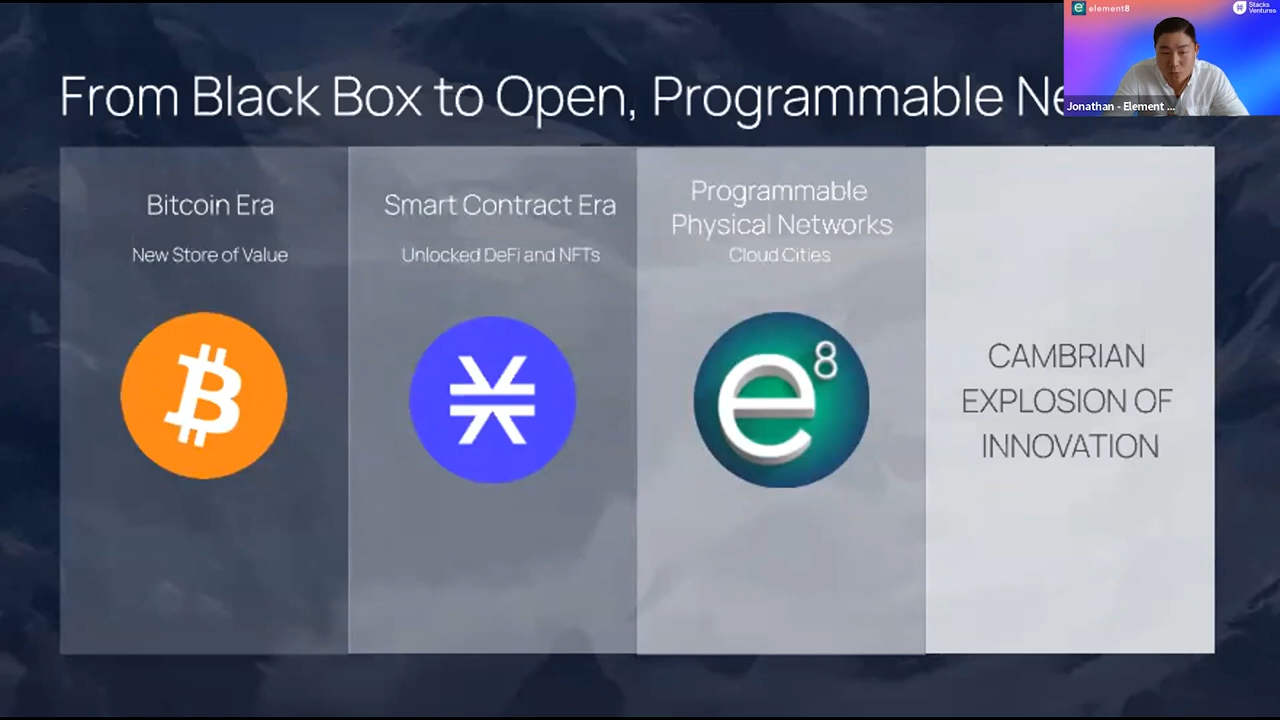 element8
Stacks
Ventures
Jonathan - Element ...
From Black Box to Open, Programmable Ne
Bitcoin Era
New Store of Value
Smart Contract Era
Unlocked DeFi and NFTs
Programmable
Physical Networks
Cloud Cities
e8
CAMBRIAN
EXPLOSION OF
INNOVATION